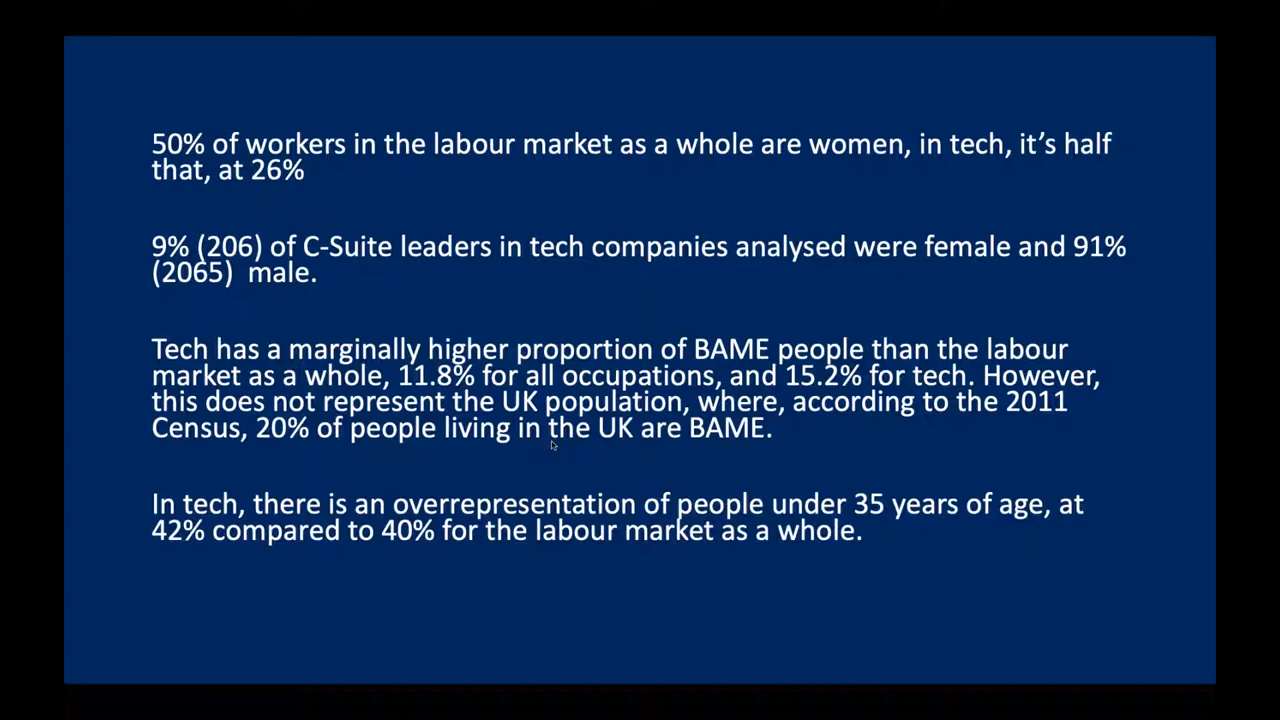 50% of workers in the labour market as a whole are women, in tech, it’s half
that, at 26%
9% (206) of C-Suite leaders in tech companies analysed were female and 91%
(2065)  male.
Tech has a marginally higher proportion of BAME people than the labour
market as a whole, 11.8% for all occupations, and 15.2% for tech. However,
this does not represent the UK population, where, according to the 2011
Census, 20% of people living in the UK are BAME.
In tech, there is an overrepresentation of people under 35 years of age, at
42% compared to 40% for the labour market as a whole.